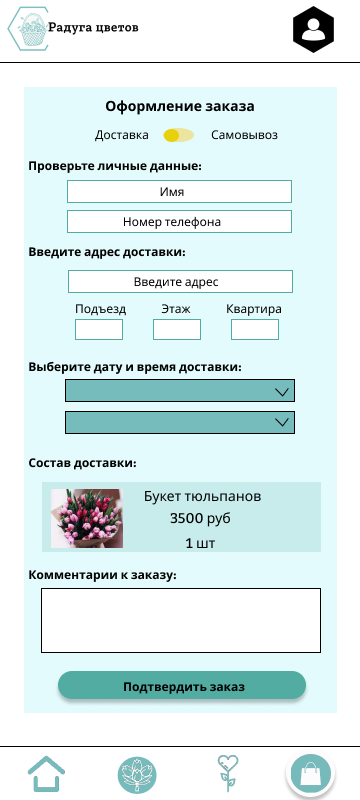 Радуга цветов
Оформление заказа
Доставка Самовывоз
Проверьте личные данные:
Имя
Номер телефона
Введите адрес доставки:
Введите адрес
Подъезд Этаж Квартира
Выберите дату и время доставки:
Состав доставки:
Букет тюльпанов
3500 руб
1 шт
Комментарии к заказу:
Подтвердить заказ